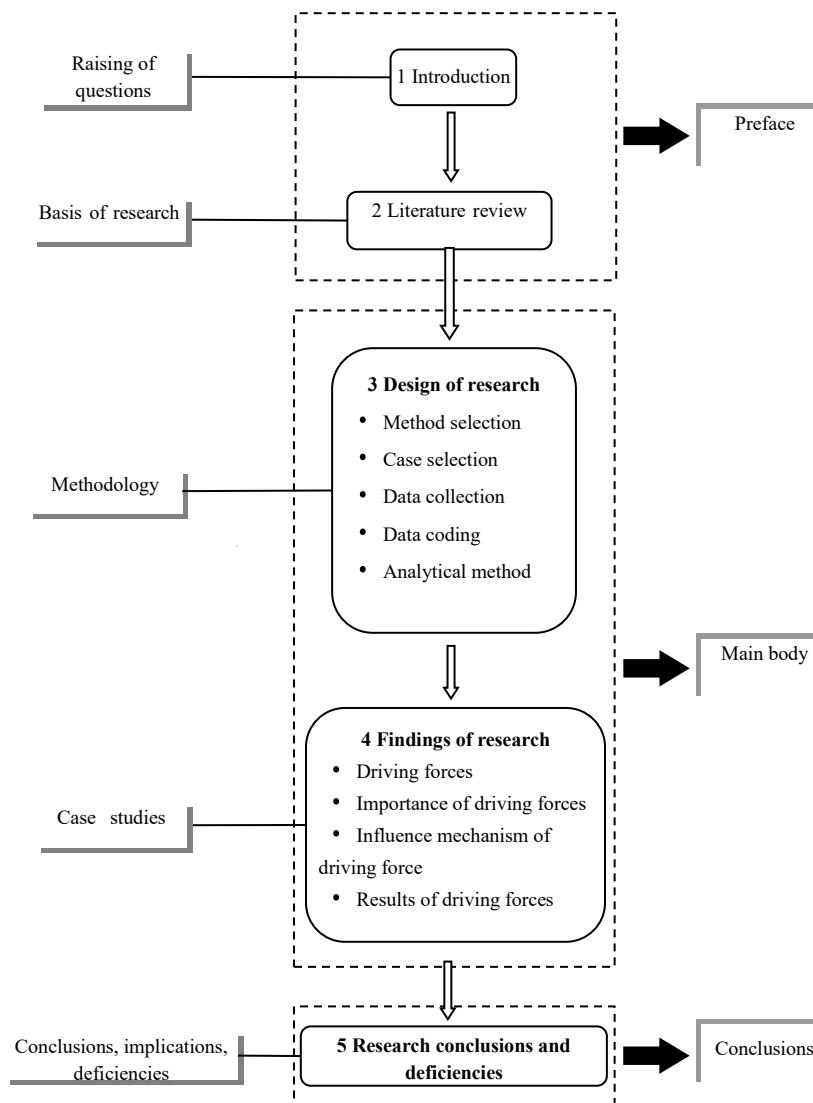 Raising of
questions
1 Introduction
Preface
Basis of research
2 Literature review
3 Design of research
• Method selection
• Case selection
Methodology
• Data collection
• Data coding
• Analytical method
Main body
4 Findings of research
• Driving forces
• Importance of driving forces
Case studies
• Influence mechanism of
driving force
• Results of driving forces
Conclusions, implications,
deficiencies
5 Research conclusions and
deficiencies
Conclusions